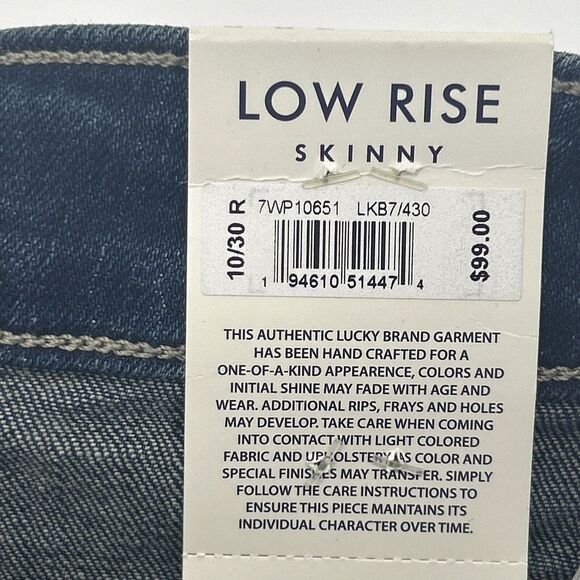 LOW RISE
SKINNY
10/30 R
7WP10651 LKB7/430
$99.00
1 94610 51447 4
THIS AUTHENTIC LUCKY BRAND GARMENT
HAS BEEN HAND CRAFTED FOR A
ONE-OF-A-KIND APPEARENCE, COLORS AND
INITIAL SHINE MAY FADE WITH AGE AND
WEAR. ADDITIONAL RIPS, FRAYS AND HOLES
MAY DEVELOP. TAKE CARE WHEN COMING
INTO CONTACT WITH LIGHT COLORED
FABRIC AND UPHOLSTERY AS COLOR AND
SPECIAL FINISHES MAY TRANSFER. SIMPLY
FOLLOW THE CARE INSTRUCTIONS TO
ENSURE THIS PIECE MAINTAINS ITS
INDIVIDUAL CHARACTER OVER TIME.